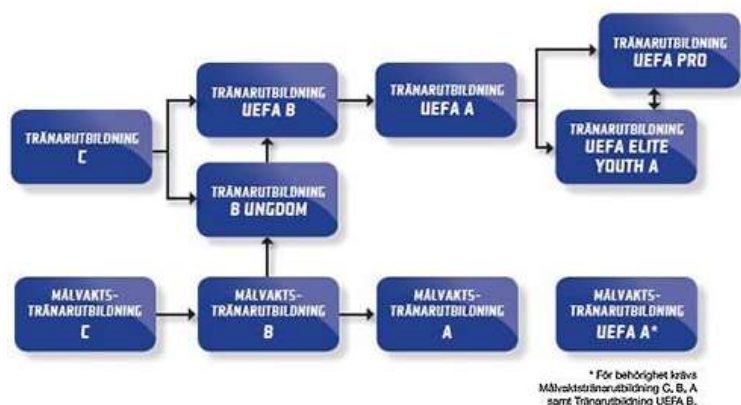 TRÄNARUTBILDNING
UEFA PRO
TRÄNARUTBILDNING
UEFA B
TRÄNARUTBILDNING
UEFA A
TRÄNARUTBILDNING
C
TRÄNARUTBILDNING
UEFA ELITE
YOUTH A
TRÄNARUTBILDNING
B UNGDOM
MÅLVAKTS-
TRÄNARUTBILDNING
C
MÅLVAKTS-
TRÄNARUTBILDNING
B
MÅLVAKTS-
TRÄNARUTBILDNING
A
MÅLVAKTS-
TRÄNARUTBILDNING
UEFA A*
* För behörighet krävs
Målvaktstränarutbildning C, B, A
samt Tränarutbildning UEFA B.